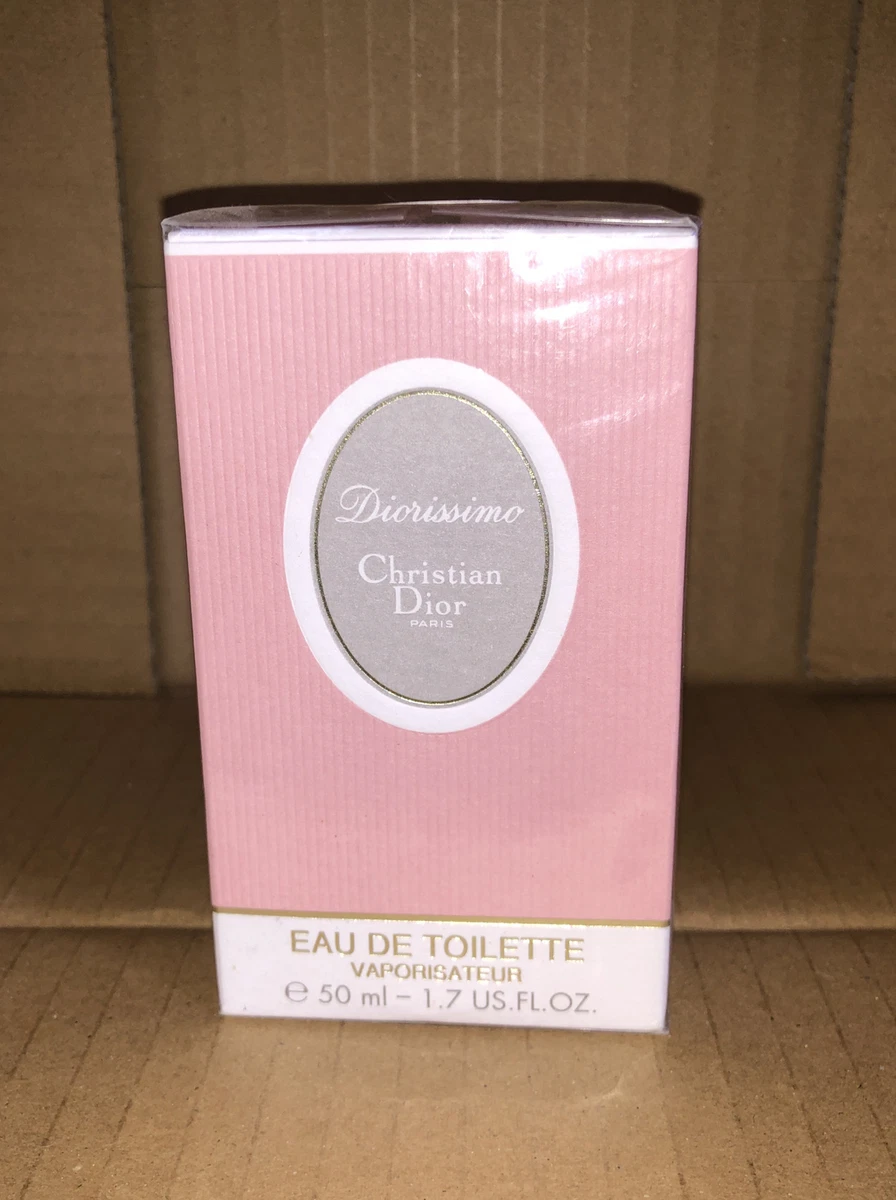 Diorissimo
Christian
Dior
PARIS
EAU DE TOILETTE
VAPORISATEUR
℮ 50 ml – 1.7 US.FL.OZ.